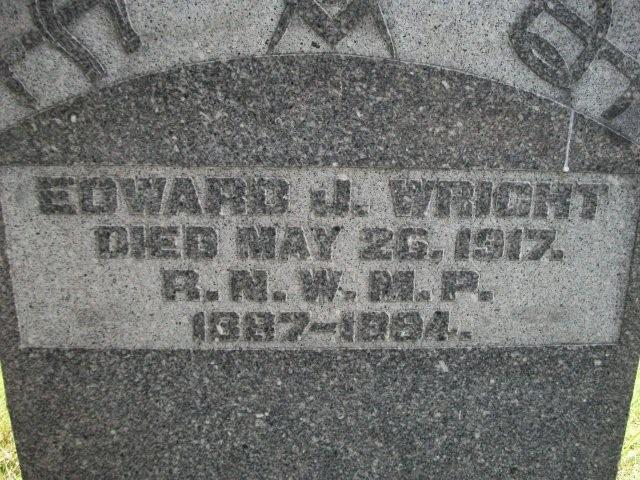 EDWARD J. WRIGHT
DIED MAY 26, 1917.
R. N. W. M. P.
1887-1894.